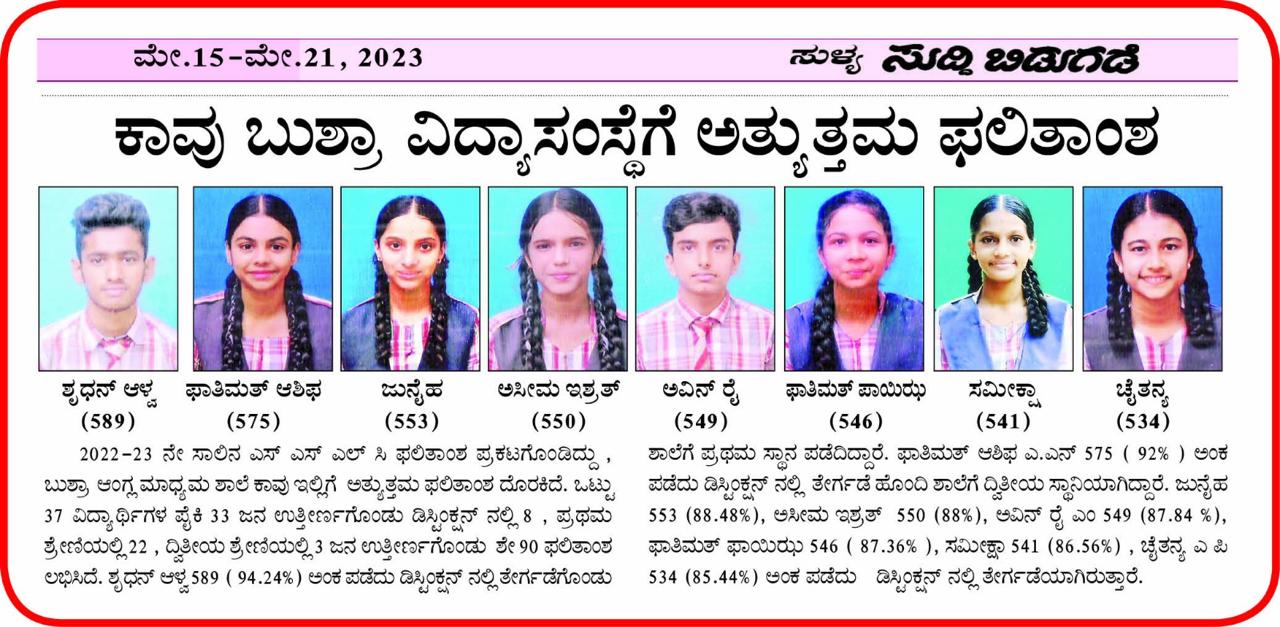 ಮೇ.15-ಮೇ.21, 2023
ಸುಳ್ಯ ಸುದ್ದಿ ಬಿಡುಗಡೆ
ಕಾವು ಬುಶ್ರಾ ವಿದ್ಯಾಸಂಸ್ಥೆಗೆ ಅತ್ಯುತ್ತಮ ಫಲಿತಾಂಶ
ಶೃಧನ್ ಆಳ್ವ
(589)
ಫಾತಿಮತ್ ಆಶಿಫ
(575)
ಜುನೈಹ
(553)
ಅಸೀಮ ಇಶ್ರತ್
(550)
ಅವಿನ್ ರೈ
(549)
ಫಾತಿಮತ್ ಫಾಯಿಝ
(546)
ಸಮೀಕ್ಷಾ
(541)
ಚೈತನ್ಯ
(534)
2022-23 ನೇ ಸಾಲಿನ ಎಸ್ ಎಸ್ ಎಲ್ ಸಿ ಫಲಿತಾಂಶ ಪ್ರಕಟಗೊಂಡಿದ್ದು ,
ಬುಶ್ರಾ ಆಂಗ್ಲ ಮಾಧ್ಯಮ ಶಾಲೆ ಕಾವು ಇಲ್ಲಿಗೆ ಅತ್ಯುತ್ತಮ ಫಲಿತಾಂಶ ದೊರಕಿದೆ. ಒಟ್ಟು
37 ವಿದ್ಯಾರ್ಥಿಗಳ ಪೈಕಿ 33 ಜನ ಉತ್ತೀರ್ಣಗೊಂಡು ಡಿಸ್ಟಿಂಕ್ಷನ್ ನಲ್ಲಿ 8 , ಪ್ರಥಮ
ಶ್ರೇಣಿಯಲ್ಲಿ 22 , ದ್ವಿತೀಯ ಶ್ರೇಣಿಯಲ್ಲಿ 3 ಜನ ಉತ್ತೀರ್ಣಗೊಂಡು ಶೇ 90 ಫಲಿತಾಂಶ
ಲಭಿಸಿದೆ. ಶೃಧನ್ ಆಳ್ವ 589 ( 94.24%) ಅಂಕ ಪಡೆದು ಡಿಸ್ಟಿಂಕ್ಷನ್ ನಲ್ಲಿ ತೇರ್ಗಡೆಗೊಂಡು
ಶಾಲೆಗೆ ಪ್ರಥಮ ಸ್ಥಾನ ಪಡೆದಿದ್ದಾರೆ. ಫಾತಿಮತ್ ಆಶಿಫ ಎ.ಎನ್ 575 ( 92% ) ಅಂಕ
ಪಡೆದು ಡಿಸ್ಟಿಂಕ್ಷನ್ ನಲ್ಲಿ ತೇರ್ಗಡೆ ಹೊಂದಿ ಶಾಲೆಗೆ ದ್ವಿತೀಯ ಸ್ಥಾನಿಯಾಗಿದ್ದಾರೆ. ಜುನೈಹ
553 (88.48%), ಅಸೀಮ ಇಶ್ರತ್ 550 (88%), ಅವಿನ್ ರೈ ಎಂ 549 (87.84 %),
ಫಾತಿಮತ್ ಫಾಯಿಝ 546 ( 87.36% ), ಸಮೀಕ್ಷಾ 541 (86.56%) , ಚೈತನ್ಯ ಎ ಪಿ
534 (85.44%) ಅಂಕ ಪಡೆದು ಡಿಸ್ಟಿಂಕ್ಷನ್ ನಲ್ಲಿ ತೇರ್ಗಡೆಯಾಗಿರುತ್ತಾರೆ.